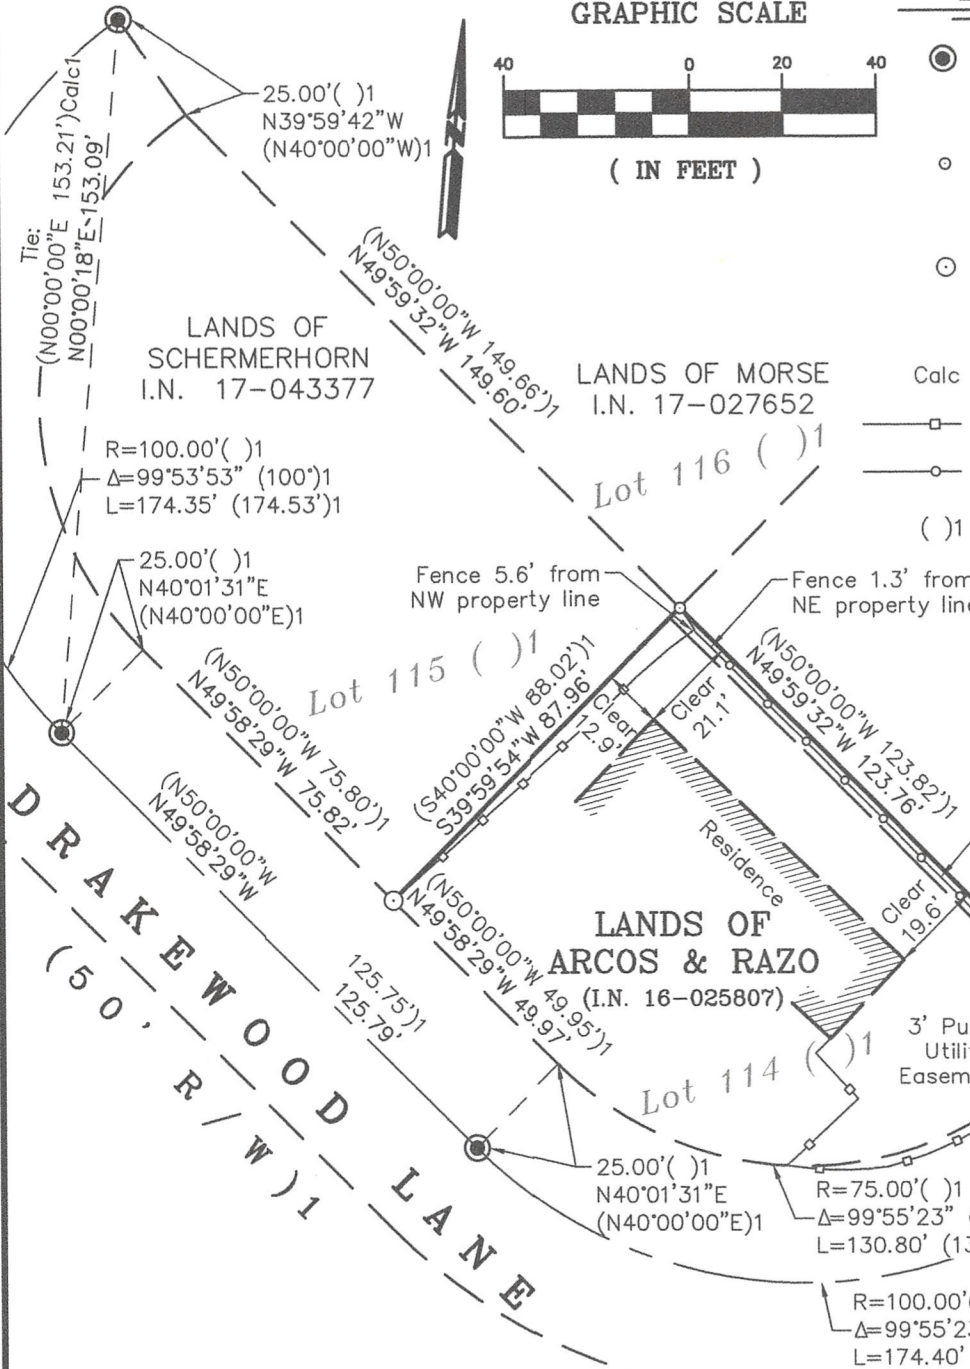 GRAPHIC SCALE
40 0 20 40
( IN FEET )
N
25.00'( )1
N39°59'42"W
(N40°00'00"W)1
Tie:
(N00°00'00"E 153.21')Calc1
N00°00'18"E-153.09'
LANDS OF
SCHERMERHORN
I.N. 17-043377
(N50°00'00"W 149.66')1
N49°59'32"W 149.60'
LANDS OF MORSE
I.N. 17-027652
Calc
Lot 116 ( )1
R=100.00'( )1
Δ=99°53'53" (100°)1
L=174.35' (174.53')1
( )1
25.00'( )1
N40°01'31"E
(N40°00'00"E)1
Fence 5.6' from
NW property line
Fence 1.3' from
NE property line
Lot 115 ( )1
(N50°00'00"W 75.80')1
N49°58'29"W 75.82'
(S40°00'00"W 88.02')1
S39°59'54"W 87.96'
Clear
12.9'
Clear
21.1'
(N50°00'00"W 123.82')1
N49°59'32"W 123.76'
Residence
Clear
19.6'
(N50°00'00"W 125.75')1
N49°58'29"W 125.79'
(N50°00'00"W 49.95')1
N49°58'29"W 49.97'
LANDS OF
ARCOS & RAZO
(I.N. 16-025807)
DRAKEWOOD LANE
(50' R/W)1
Lot 114 ( )1
3' Pu
Utili
Easem
25.00'( )1
N40°01'31"E
(N40°00'00"E)1
R=75.00'( )1
Δ=99°55'23" (
L=130.80' (13
R=100.00'(
Δ=99°55'23
L=174.40'